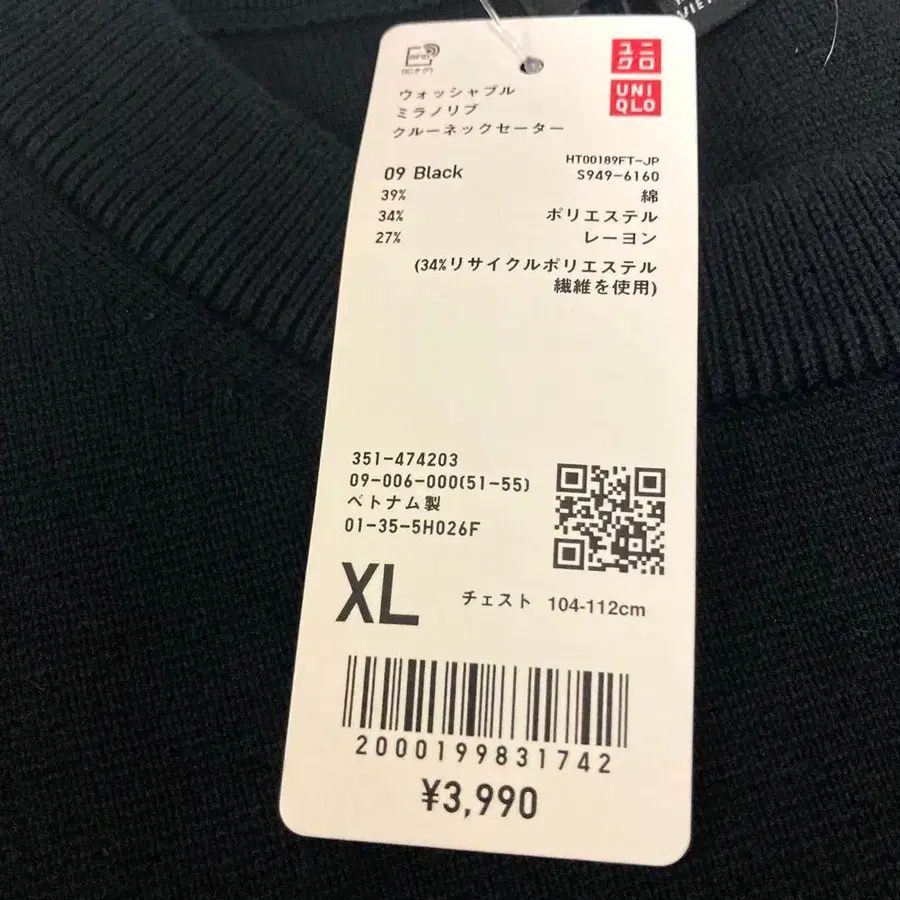 RFID
ユニ
クロ
UNI
QLO
ウォッシャブル
ミラノリブ
クルーネックセーター
09 Black
HT00189FT-JP
S949-6160
39% 綿
34% ポリエステル
27% レーヨン
(34%リサイクルポリエステル
繊維を使用)
351-474203
09-006-000(51-55)
ベトナム製
01-35-5H026F
XL チェスト 104-112cm
2000199831742
¥3,990